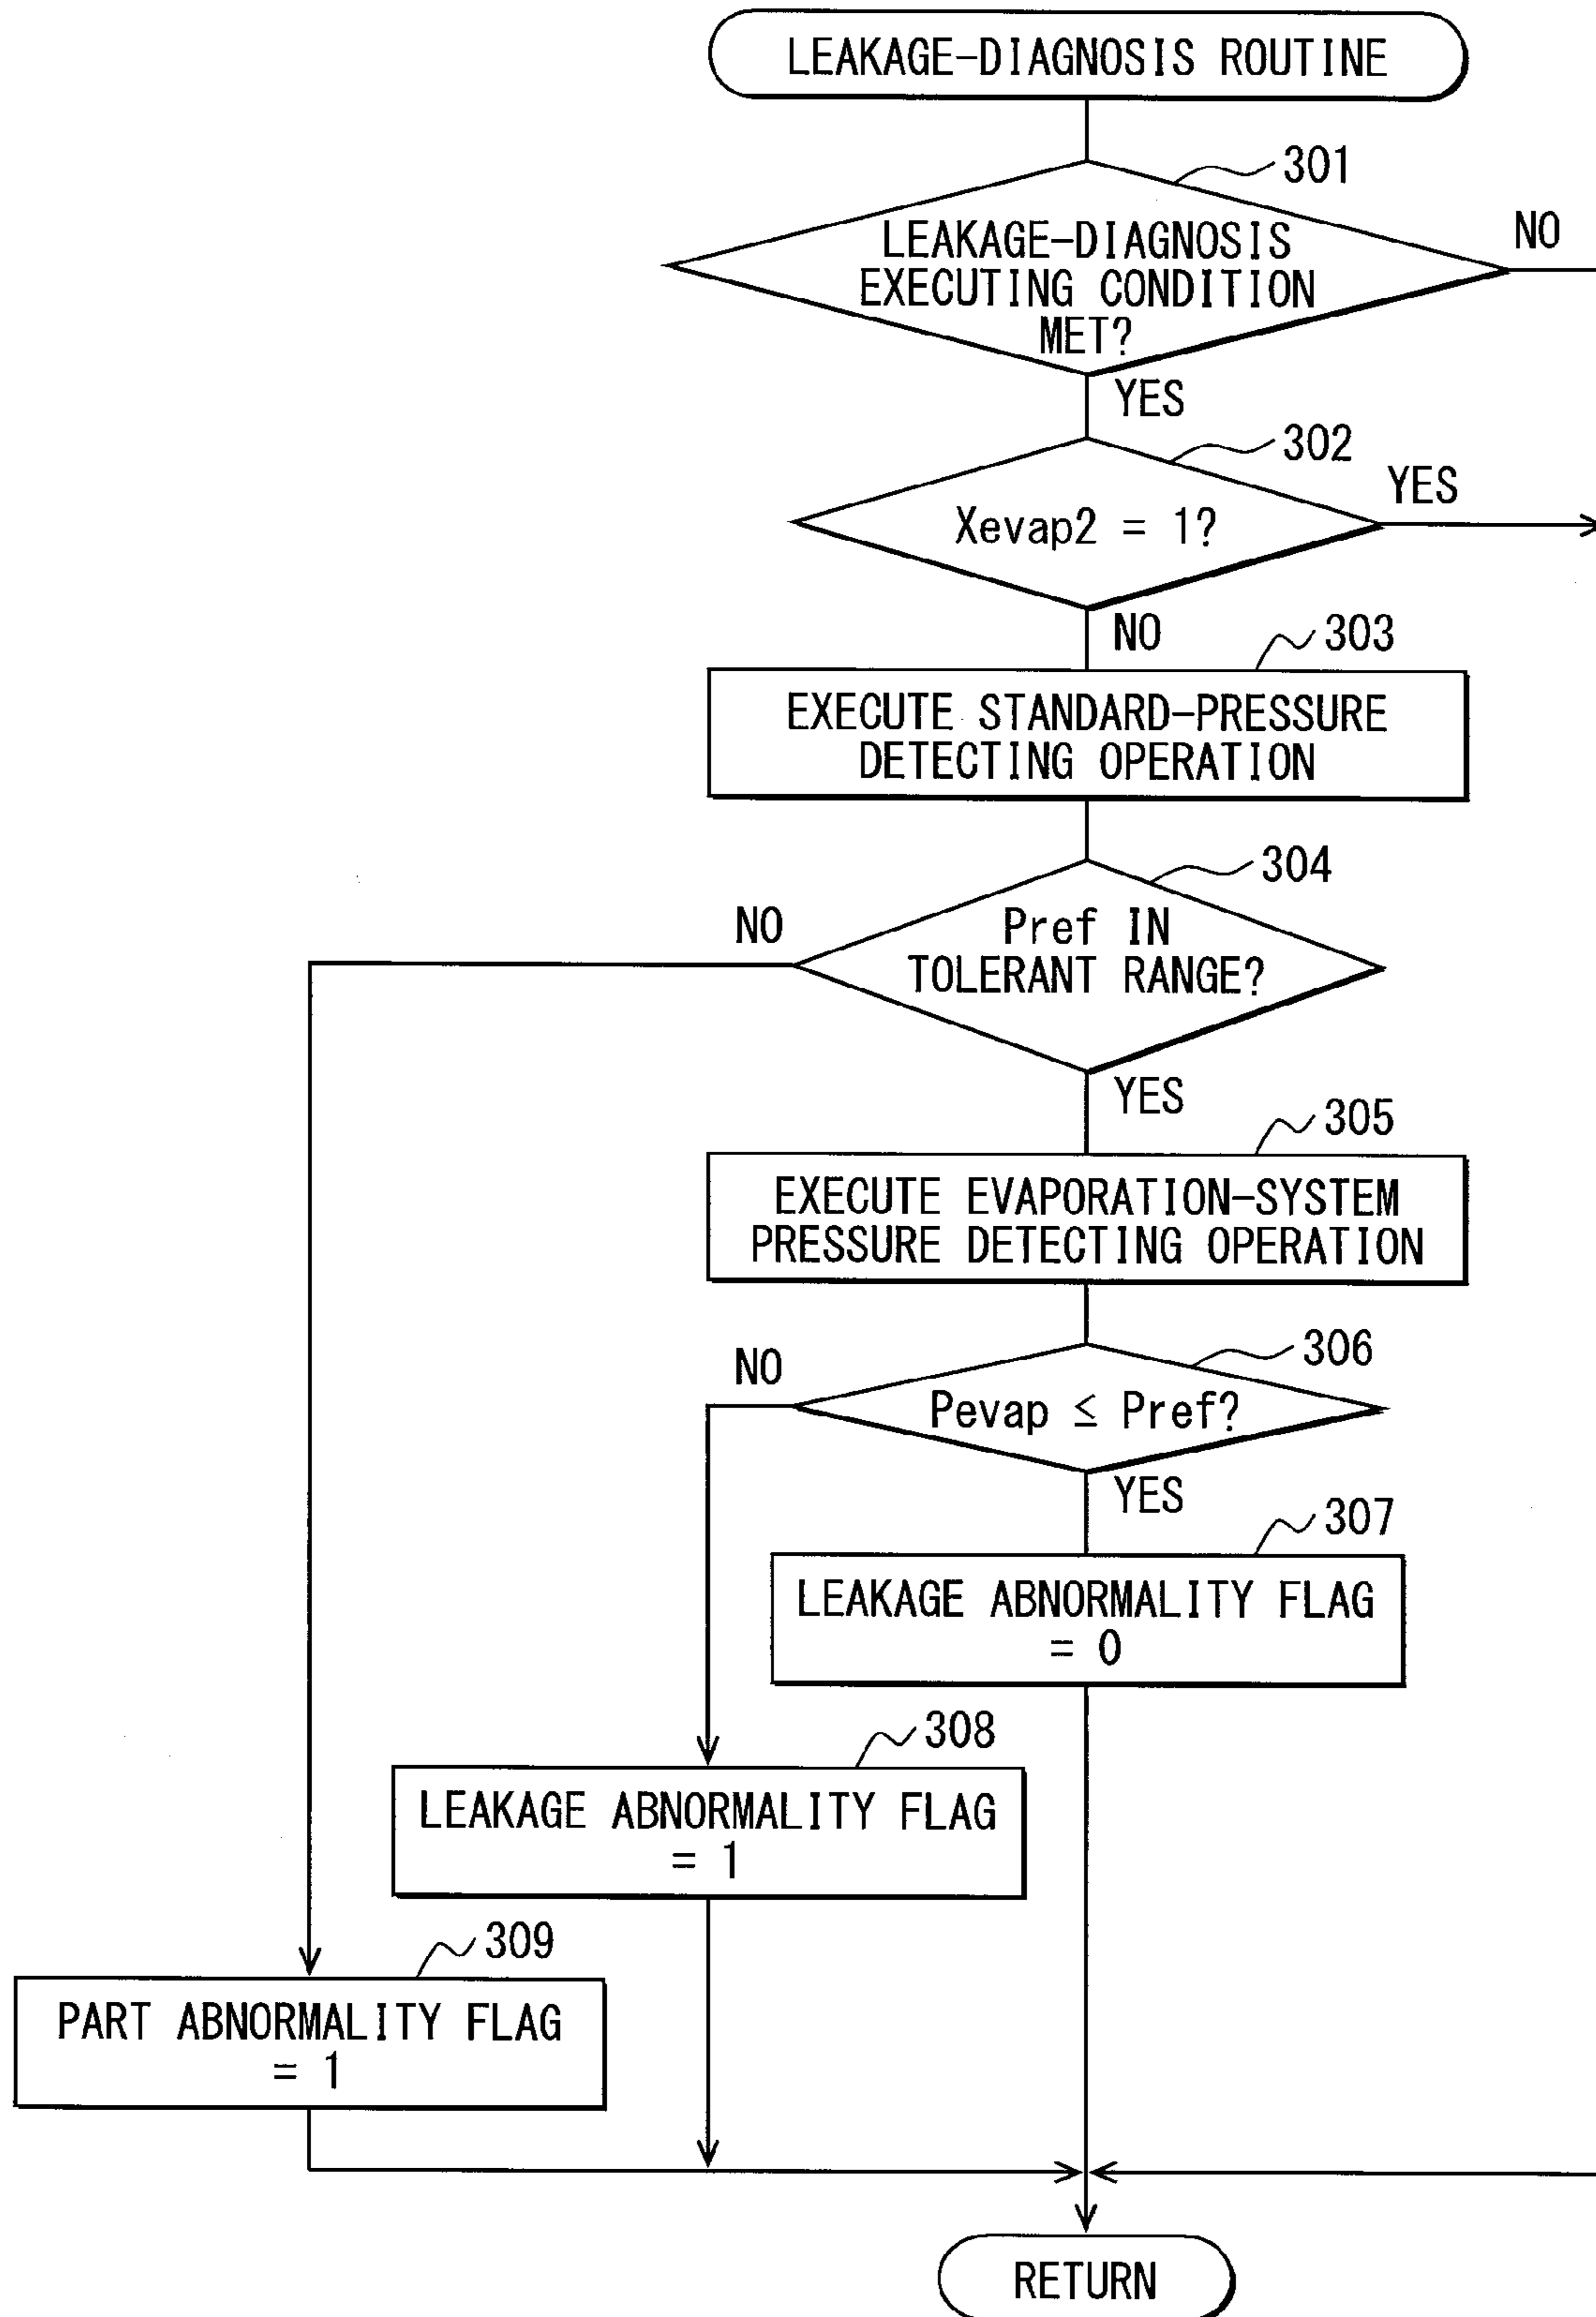 LEAKAGE-DIAGNOSIS ROUTINE
301
LEAKAGE-DIAGNOSIS
EXECUTING CONDITION
MET?
NO
YES
302
Xevap2 = 1?
YES
NO
303
EXECUTE STANDARD-PRESSURE
DETECTING OPERATION
304
Pref IN
TOLERANT RANGE?
NO
YES
305
EXECUTE EVAPORATION-SYSTEM
PRESSURE DETECTING OPERATION
306
Pevap ≤ Pref?
NO
YES
307
LEAKAGE ABNORMALITY FLAG
= 0
308
LEAKAGE ABNORMALITY FLAG
= 1
309
PART ABNORMALITY FLAG
= 1
RETURN